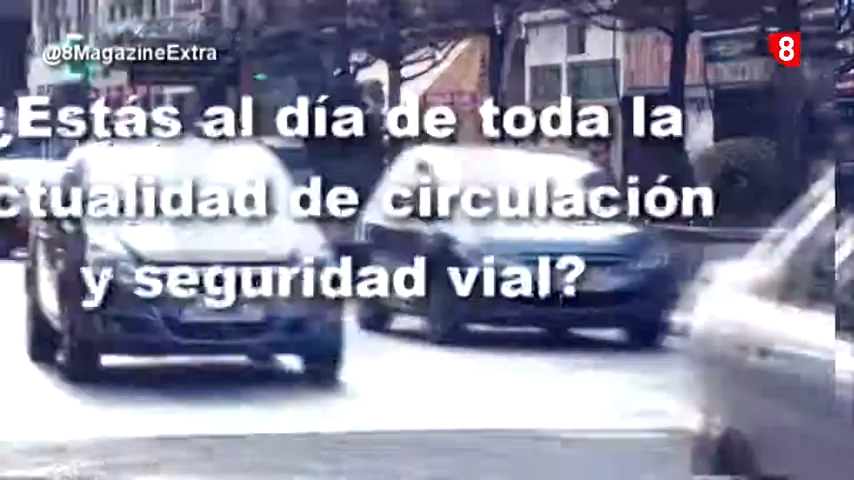 @8MagazineExtra
8
¿Estás al día de toda la
ctualidad de circulación
y seguridad vial?